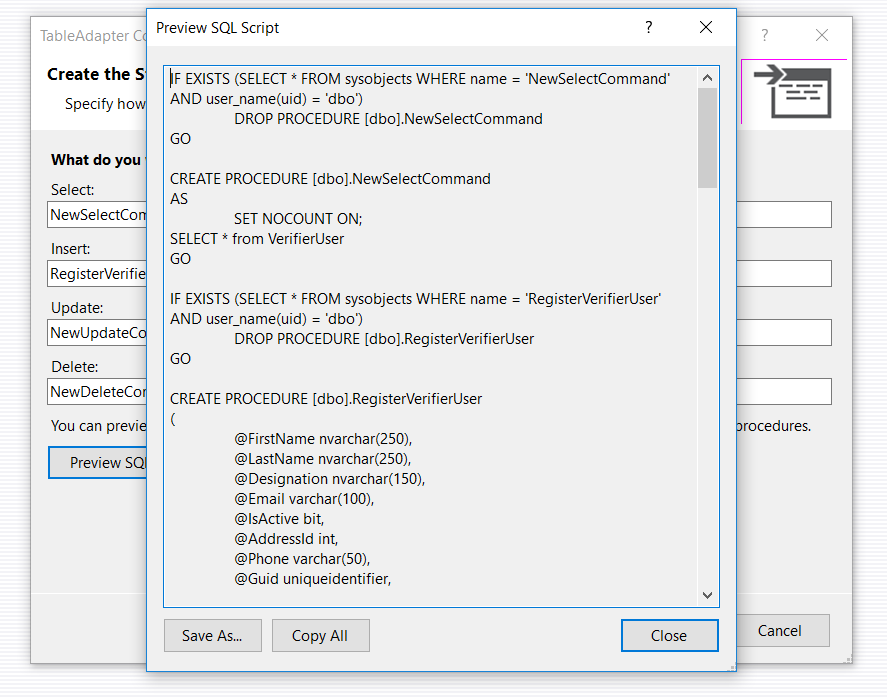 TableAdapter Co
?
Preview SQL Script
?
Create the S
Specify how
What do you
Select:
NewSelectCom
Insert:
RegisterVerifie
Update:
NewUpdateCo
Delete:
NewDeleteCom
You can previe
procedures.
Preview SQL
IF EXISTS (SELECT * FROM sysobjects WHERE name = 'NewSelectCommand'
AND user_name(uid) = 'dbo')
DROP PROCEDURE [dbo].NewSelectCommand
GO
CREATE PROCEDURE [dbo].NewSelectCommand
AS
SET NOCOUNT ON;
SELECT * from VerifierUser
GO
IF EXISTS (SELECT * FROM sysobjects WHERE name = 'RegisterVerifierUser'
AND user_name(uid) = 'dbo')
DROP PROCEDURE [dbo].RegisterVerifierUser
GO
CREATE PROCEDURE [dbo].RegisterVerifierUser
(
@FirstName nvarchar(250),
@LastName nvarchar(250),
@Designation nvarchar(150),
@Email varchar(100),
@IsActive bit,
@AddressId int,
@Phone varchar(50),
@Guid uniqueidentifier,
Save As...
Copy All
Close
Cancel